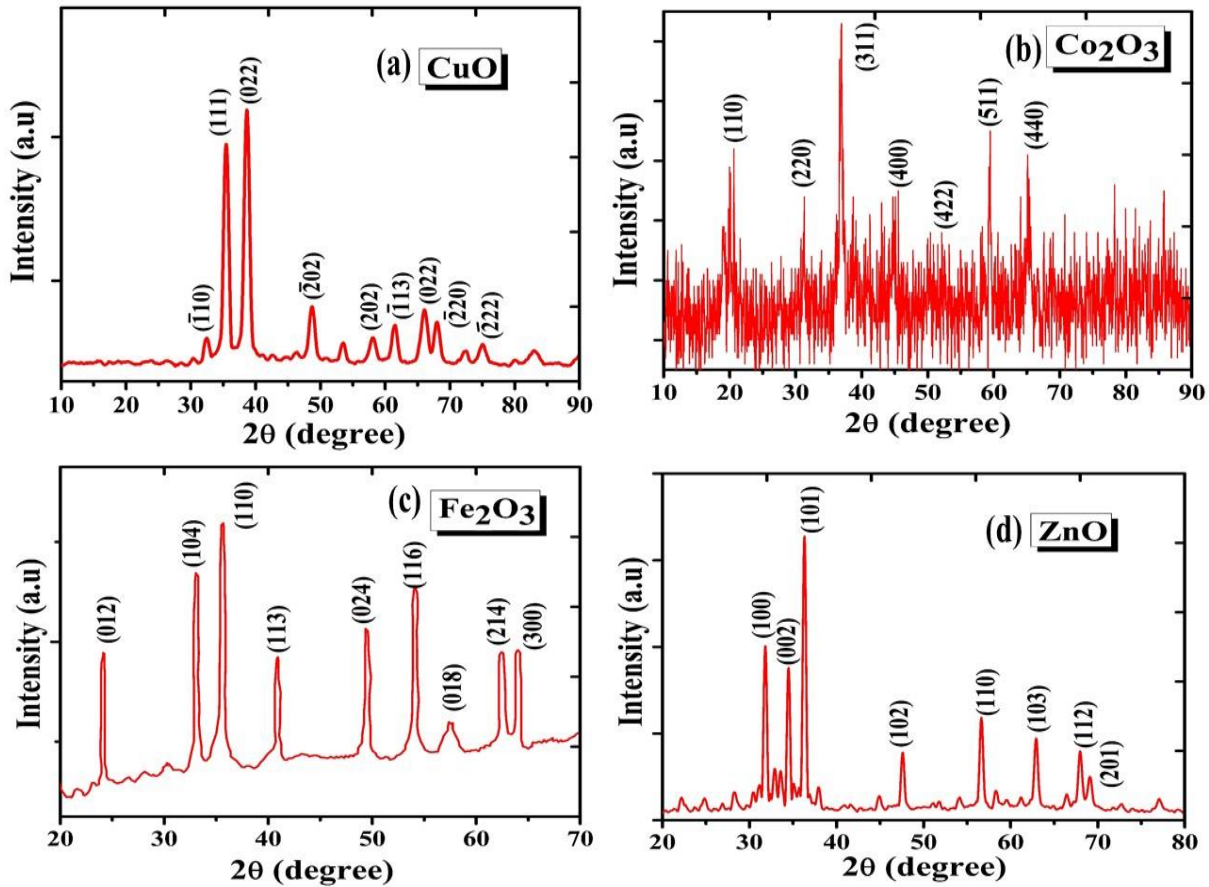 (a) CuO
(1̅10)
(111)
(022)
(2̅02)
(202)
(1̅13)
(022)
(2̅20)
(2̅22)
Intensity (a.u)
10 20 30 40 50 60 70 80 90
2θ (degree)
(b) Co₂O₃
(110)
(220)
(311)
(400)
(422)
(511)
(440)
Intensity (a.u)
10 20 30 40 50 60 70 80 90
2θ (degree)
(c) Fe₂O₃
(012)
(104)
(110)
(113)
(024)
(116)
(018)
(214)
(300)
Intensity (a.u)
20 30 40 50 60 70
2θ (degree)
(d) ZnO
(100)
(002)
(101)
(102)
(110)
(103)
(112)
(201)
Intensity (a.u)
20 30 40 50 60 70 80
2θ (degree)